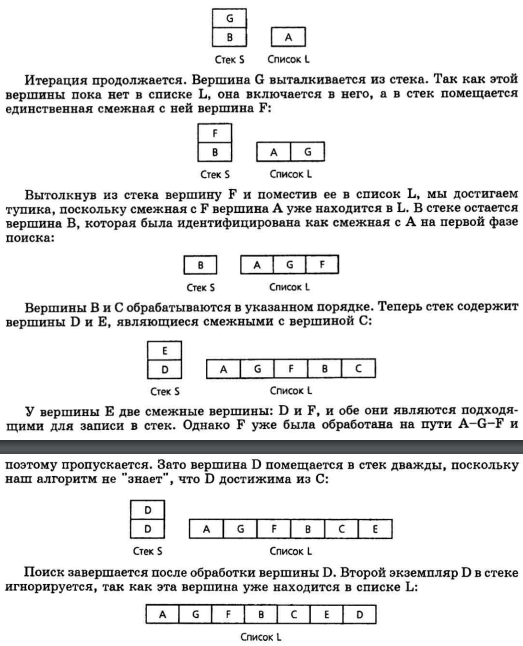 G
B A
Стек S Список L
Итерация продолжается. Вершина G выталкивается из стека. Так как этой
вершины пока нет в списке L, она включается в него, а в стек помещается
единственная смежная с ней вершина F:
F
B A G
Стек S Список L
Вытолкнув из стека вершину F и поместив ее в список L, мы достигаем
тупика, поскольку смежная с F вершина A уже находится в L. В стеке остается
вершина B, которая была идентифицирована как смежная с A на первой фазе
поиска:
B A G F
Стек S Список L
Вершины B и C обрабатываются в указанном порядке. Теперь стек содержит
вершины D и E, являющиеся смежными с вершиной C:
E
D A G F B C
Стек S Список L
У вершины E две смежные вершины: D и F, и обе они являются подходя-
щими для записи в стек. Однако F уже была обработана на пути A–G–F и
поэтому пропускается. Зато вершина D помещается в стек дважды, поскольку
наш алгоритм не "знает", что D достижима из C:
D
D A G F B C E
Стек S Список L
Поиск завершается после обработки вершины D. Второй экземпляр D в стеке
игнорируется, так как эта вершина уже находится в списке L:
A G F B C E D
Список L